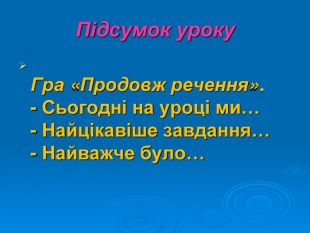 Підсумок уроку
Гра «Продовж речення».
- Сьогодні на уроці ми…
- Найцікавіше завдання…
- Найважче було…